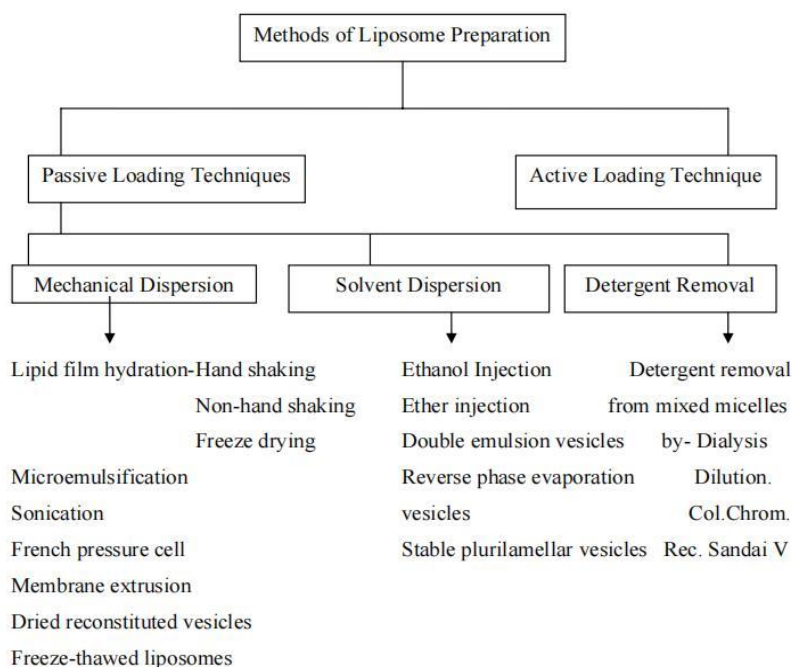 Methods of Liposome Preparation
Passive Loading Techniques
Active Loading Technique
Mechanical Dispersion
Solvent Dispersion
Detergent Removal
Lipid film hydration-Hand shaking
Non-hand shaking
Freeze drying
Microemulsification
Sonication
French pressure cell
Membrane extrusion
Dried reconstituted vesicles
Freeze-thawed liposomes
Ethanol Injection
Ether injection
Double emulsion vesicles
Reverse phase evaporation
vesicles
Stable plurilamellar vesicles
Detergent removal
from mixed micelles
by- Dialysis
Dilution.
Col.Chrom.
Rec. Sandai V